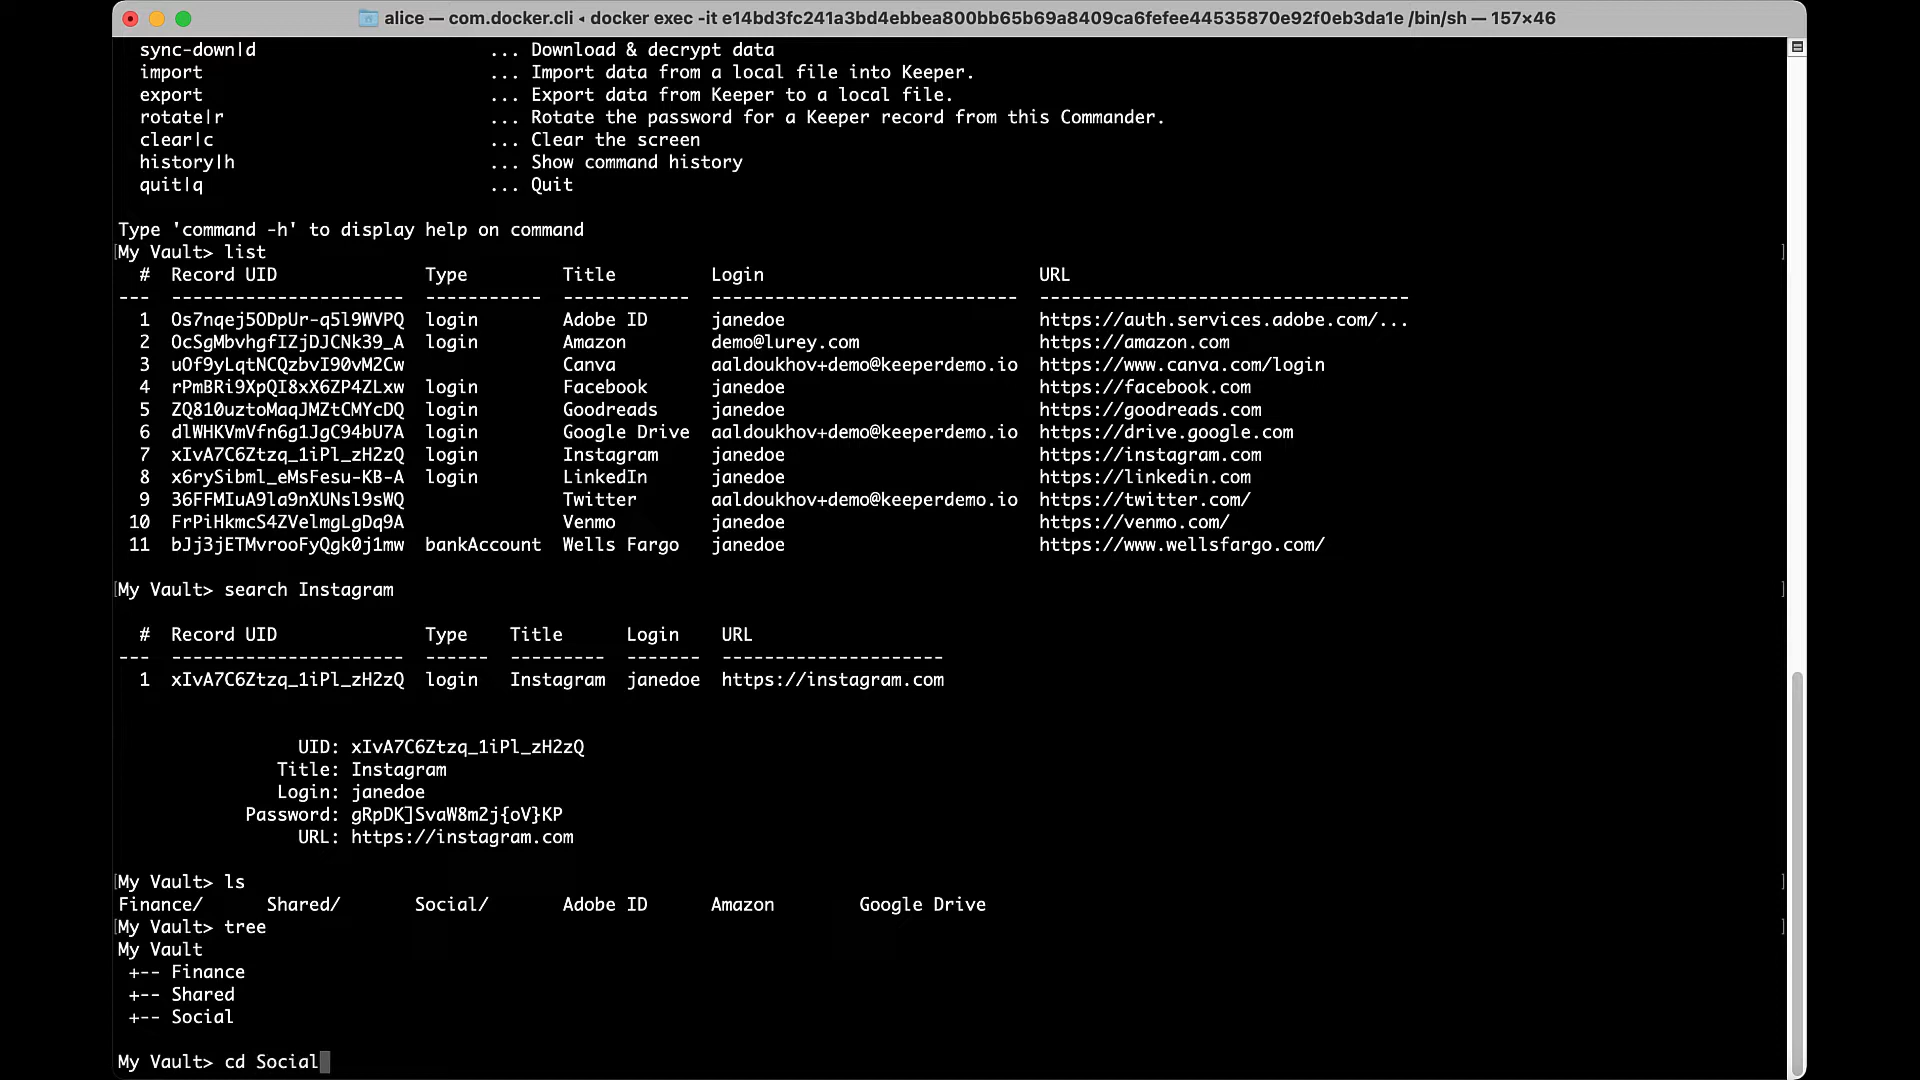 alice — com.docker.cli ◂ docker exec -it e14bd3fc241a3bd4ebbea800bb65b69a8409ca6fefee44535870e92f0eb3da1e /bin/sh — 157×46
sync-down|d ... Download & decrypt data
import ... Import data from a local file into Keeper.
export ... Export data from Keeper to a local file.
rotate|r ... Rotate the password for a Keeper record from this Commander.
clear|c ... Clear the screen
history|h ... Show command history
quit|q ... Quit
Type 'command -h' to display help on command
[My Vault> list ]
# Record UID Type Title Login URL
--- ---------------------- ----------- ------------ ----------------------------- -----------------------------------
1 Os7nqej5ODpUr-q5l9WVPQ login Adobe ID janedoe https://auth.services.adobe.com/...
2 OcSgMbvhgfIZjDJCNk39_A login Amazon demo@lurey.com https://amazon.com
3 uOf9yLqtNCQzbvI90vM2Cw Canva aaldoukhov+demo@keeperdemo.io https://www.canva.com/login
4 rPmBRi9XpQI8xX6ZP4ZLxw login Facebook janedoe https://facebook.com
5 ZQ810uztoMaqJMZtCMYcDQ login Goodreads janedoe https://goodreads.com
6 dlWHKVmVfn6g1JgC94bU7A login Google Drive aaldoukhov+demo@keeperdemo.io https://drive.google.com
7 xIvA7C6Ztzq_1iPl_zH2zQ login Instagram janedoe https://instagram.com
8 x6rySibml_eMsFesu-KB-A login LinkedIn janedoe https://linkedin.com
9 36FFMIuA9la9nXUNsl9sWQ Twitter aaldoukhov+demo@keeperdemo.io https://twitter.com/
10 FrPiHkmcS4ZVelmgLgDq9A Venmo janedoe https://venmo.com/
11 bJj3jETMvrooFyQgk0j1mw bankAccount Wells Fargo janedoe https://www.wellsfargo.com/
[My Vault> search Instagram ]
# Record UID Type Title Login URL
--- ---------------------- ------ --------- ------- ---------------------
1 xIvA7C6Ztzq_1iPl_zH2zQ login Instagram janedoe https://instagram.com
UID: xIvA7C6Ztzq_1iPl_zH2zQ
Title: Instagram
Login: janedoe
Password: gRpDK]SvaW8m2j{oV}KP
URL: https://instagram.com
[My Vault> ls ]
Finance/ Shared/ Social/ Adobe ID Amazon Google Drive
[My Vault> tree ]
My Vault
+-- Finance
+-- Shared
+-- Social
My Vault> cd Social